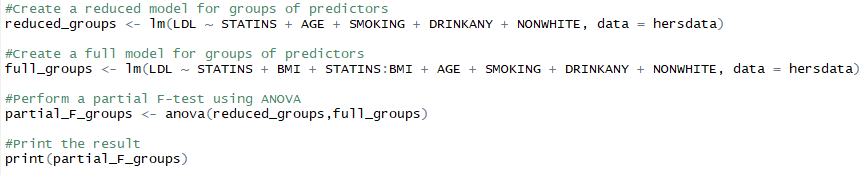 #Create a reduced model for groups of predictors
reduced_groups <- lm(LDL ~ STATINS + AGE + SMOKING + DRINKANY + NONWHITE, data = hersdata)
#Create a full model for groups of predictors
full_groups <- lm(LDL ~ STATINS + BMI + STATINS:BMI + AGE + SMOKING + DRINKANY + NONWHITE, data = hersdata)
#Perform a partial F-test using ANOVA
partial_F_groups <- anova(reduced_groups,full_groups)
#Print the result
print(partial_F_groups)